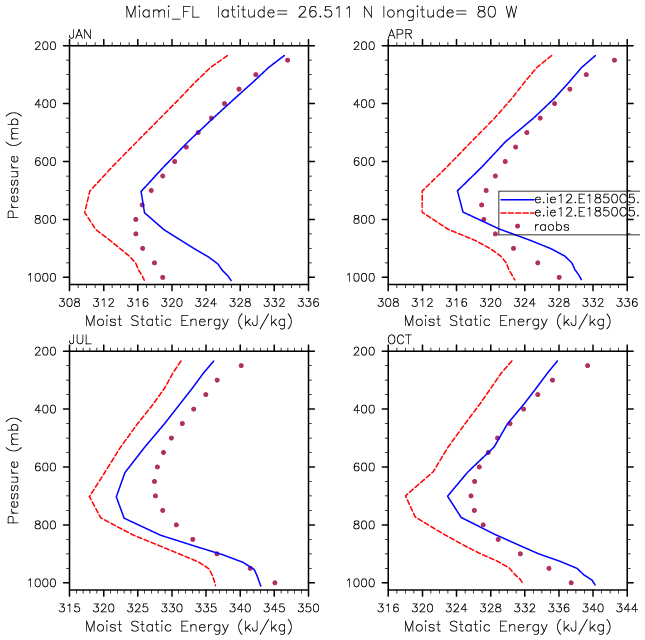 Miami_FL latitude= 26.511 N longitude= 80 W
JAN
APR
200
400
600
800
1000
Pressure (mb)
308 312 316 320 324 328 332 336
Moist Static Energy (kJ/kg)
200
400
600
800
1000
308 312 316 320 324 328 332 336
Moist Static Energy (kJ/kg)
e.ie12.E1850C5.
e.ie12.E1850C5.
raobs
JUL
OCT
200
400
600
800
1000
Pressure (mb)
315 320 325 330 335 340 345 350
Moist Static Energy (kJ/kg)
200
400
600
800
1000
316 320 324 328 332 336 340 344
Moist Static Energy (kJ/kg)